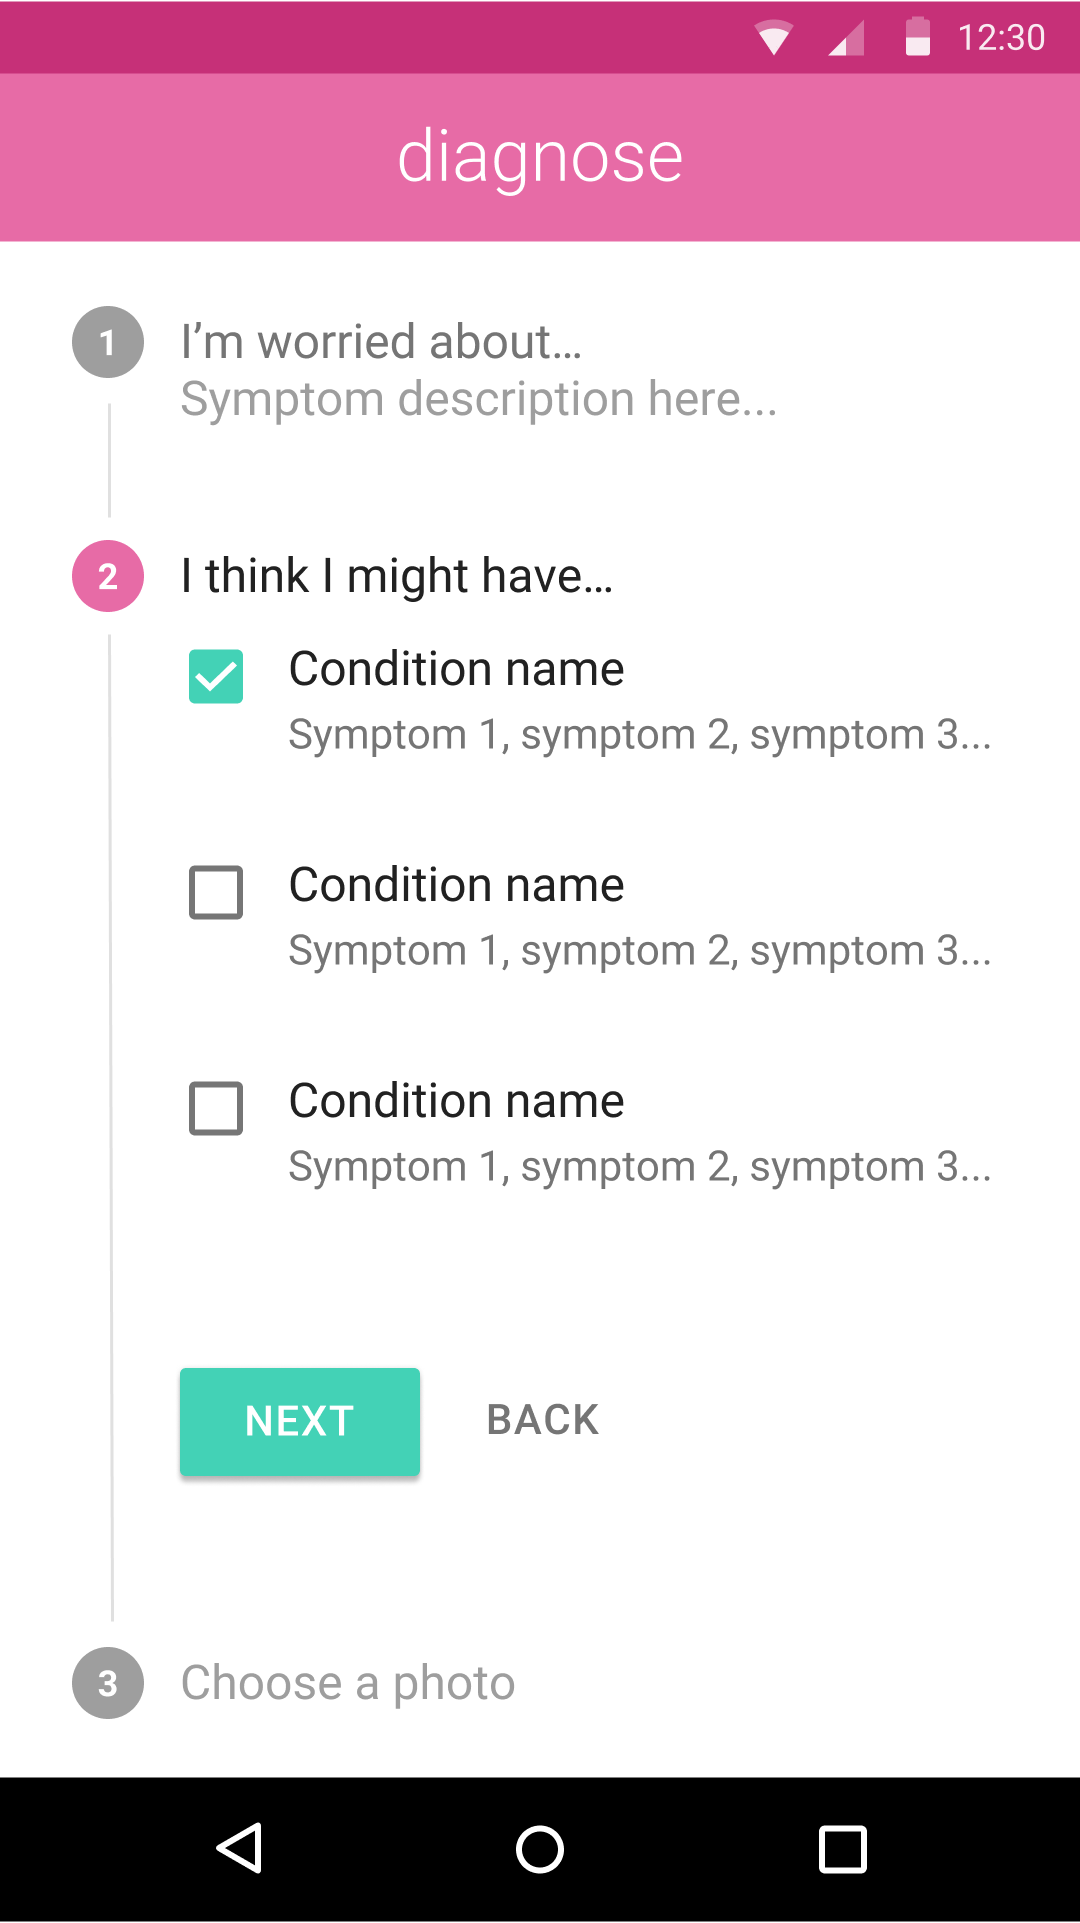 12:30
diagnose
1
I’m worried about…
Symptom description here...
2
I think I might have…
Condition name
Symptom 1, symptom 2, symptom 3...
Condition name
Symptom 1, symptom 2, symptom 3...
Condition name
Symptom 1, symptom 2, symptom 3...
NEXT BACK
3
Choose a photo